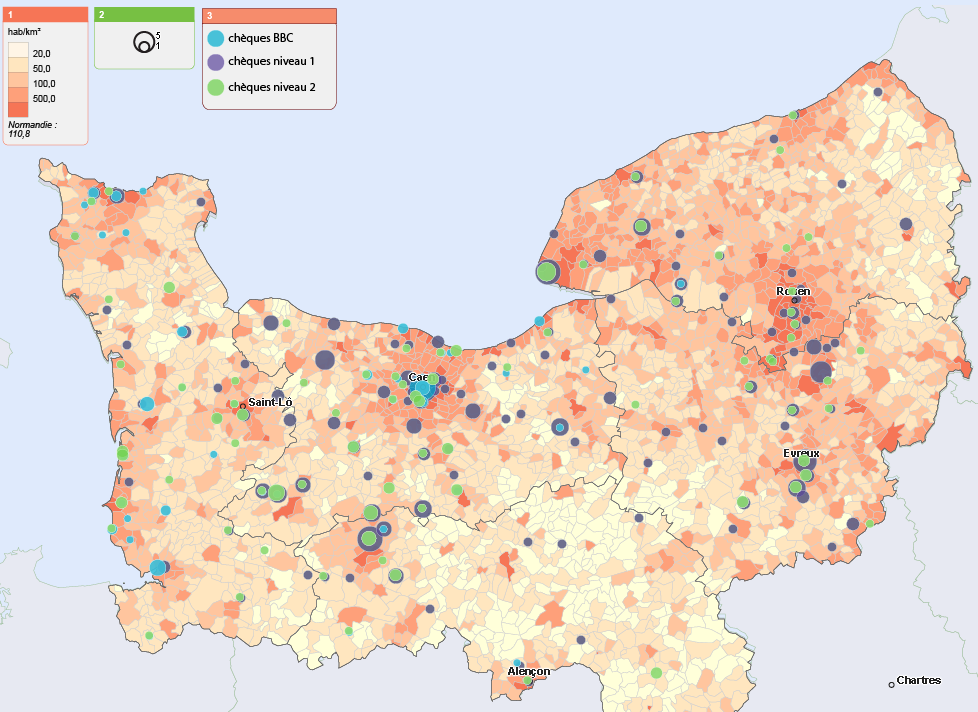 1
hab/km²
20,0
50,0
100,0
500,0
Normandie :
110,8
2
5
1
3
chèques BBC
chèques niveau 1
chèques niveau 2
Rouen
Cae
Saint-Lô
Evreux
Alençon
Chartres